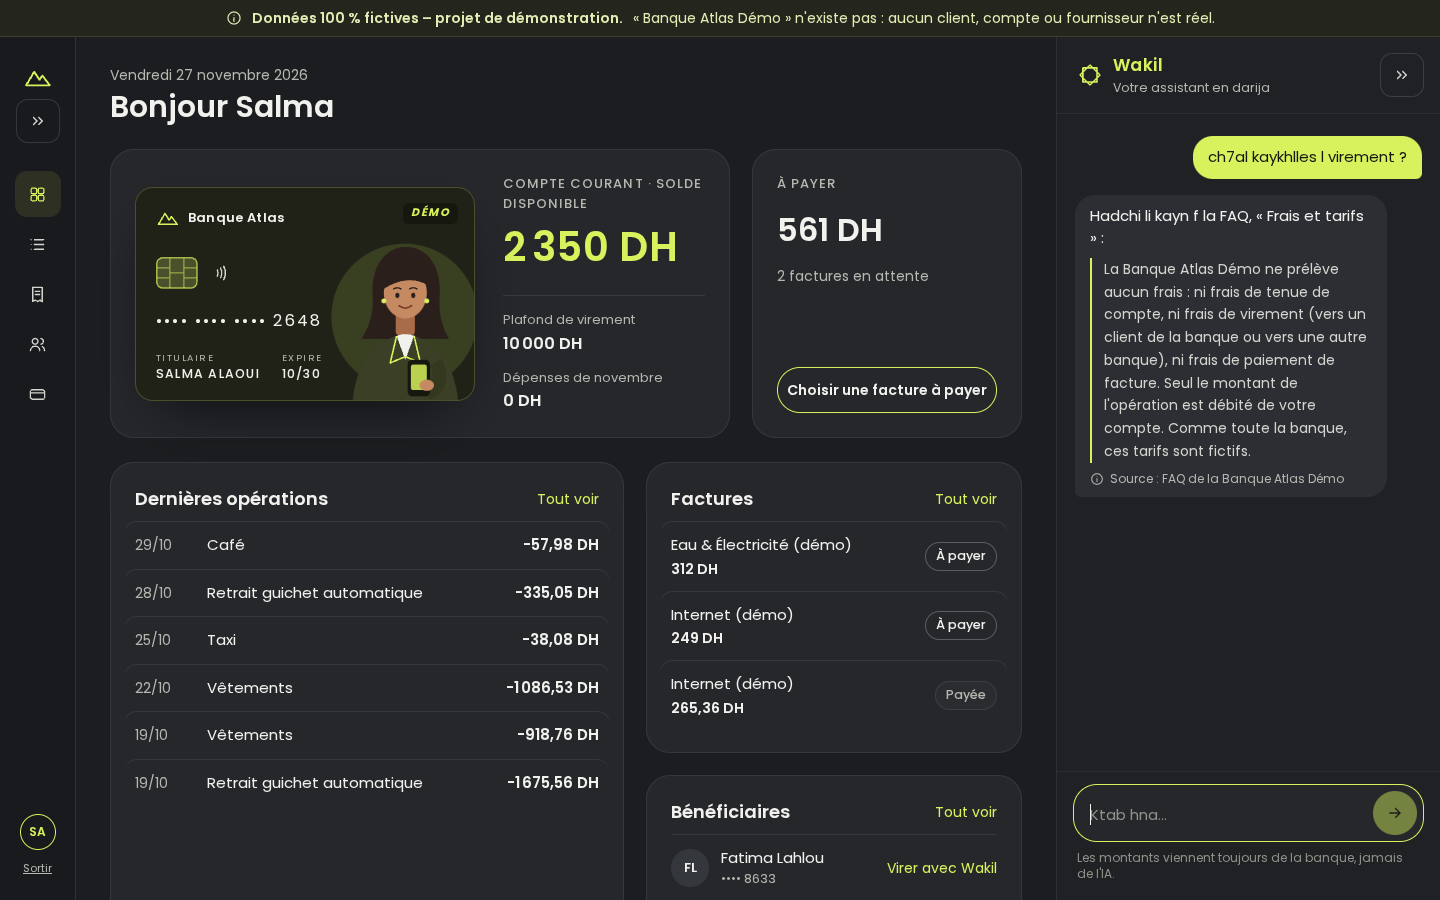 Données 100 % fictives – projet de démonstration. « Banque Atlas Démo » n'existe pas : aucun client, compte ou fournisseur n'est réel.
Vendredi 27 novembre 2026
Bonjour Salma
Banque Atlas
DÉMO
•••• •••• •••• 2648
TITULAIRE
EXPIRE
SALMA ALAOUI
10/30
COMPTE COURANT · SOLDE
DISPONIBLE
2 350 DH
Plafond de virement
10 000 DH
Dépenses de novembre
0 DH
À PAYER
561 DH
2 factures en attente
Choisir une facture à payer
Dernières opérations
Tout voir
29/10 Café -57,98 DH
28/10 Retrait guichet automatique -335,05 DH
25/10 Taxi -38,08 DH
22/10 Vêtements -1 086,53 DH
19/10 Vêtements -918,76 DH
19/10 Retrait guichet automatique -1 675,56 DH
Factures
Tout voir
Eau & Électricité (démo)
312 DH
À payer
Internet (démo)
249 DH
À payer
Internet (démo)
265,36 DH
Payée
Bénéficiaires
Tout voir
FL
Fatima Lahlou
•••• 8633
Virer avec Wakil
SA
Sortir
Wakil
Votre assistant en darija
ch7al kaykhlles l virement ?
Hadchi li kayn f la FAQ, « Frais et tarifs
» :
La Banque Atlas Démo ne prélève
aucun frais : ni frais de tenue de
compte, ni frais de virement (vers un
client de la banque ou vers une autre
banque), ni frais de paiement de
facture. Seul le montant de
l'opération est débité de votre
compte. Comme toute la banque,
ces tarifs sont fictifs.
Source : FAQ de la Banque Atlas Démo
Ktab hna...
Les montants viennent toujours de la banque, jamais
de l'IA.